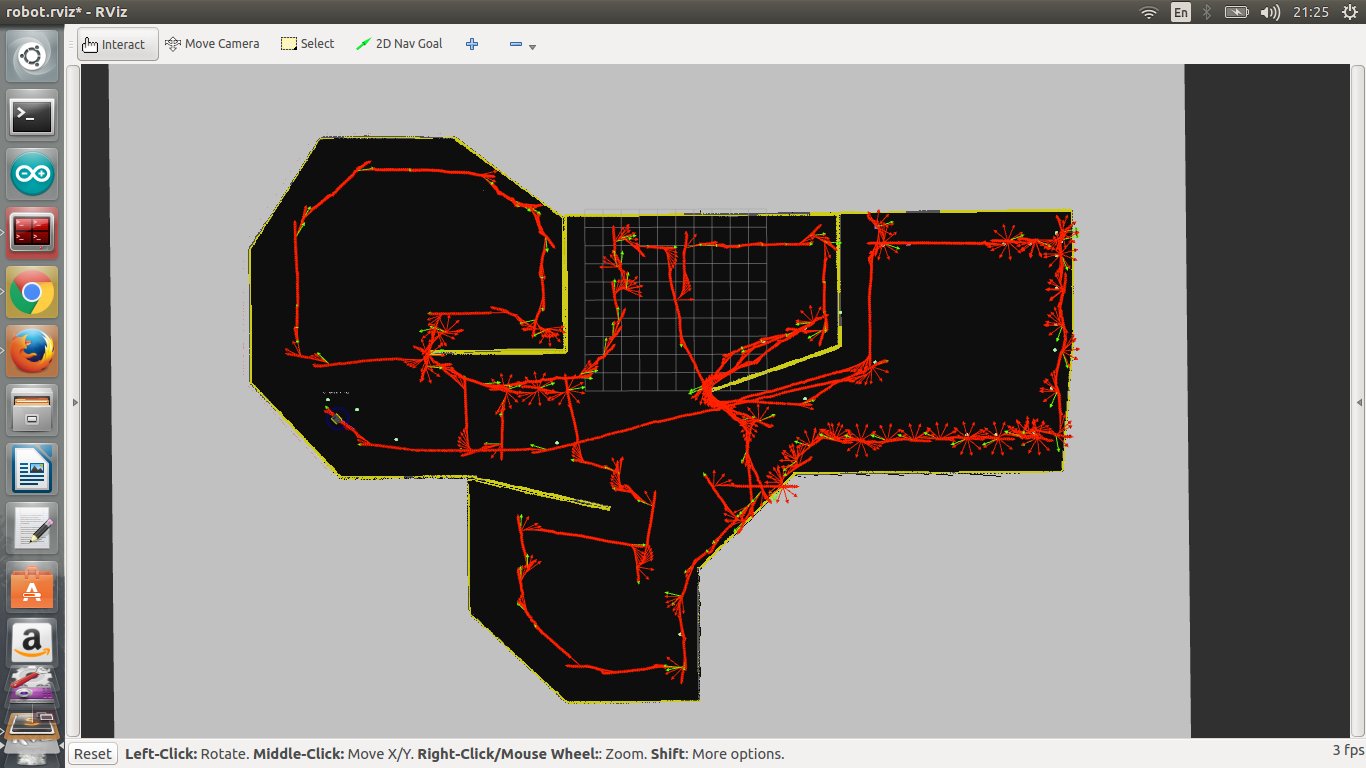 robot.rviz* - RViz
En
21:25
Interact
Move Camera
Select
2D Nav Goal
Reset
Left-Click: Rotate. Middle-Click: Move X/Y. Right-Click/Mouse Wheel:: Zoom. Shift: More options.
3 fps